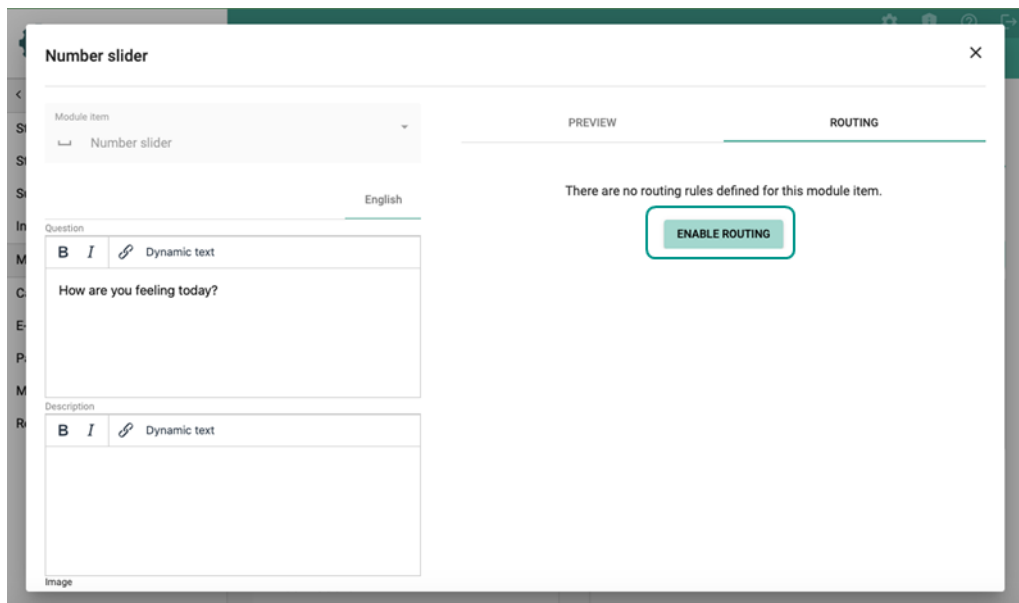 Number slider
Module item
Number slider
English
Question
B I Dynamic text
How are you feeling today?
Description
B I Dynamic text
Image
PREVIEW
ROUTING
There are no routing rules defined for this module item.
ENABLE ROUTING